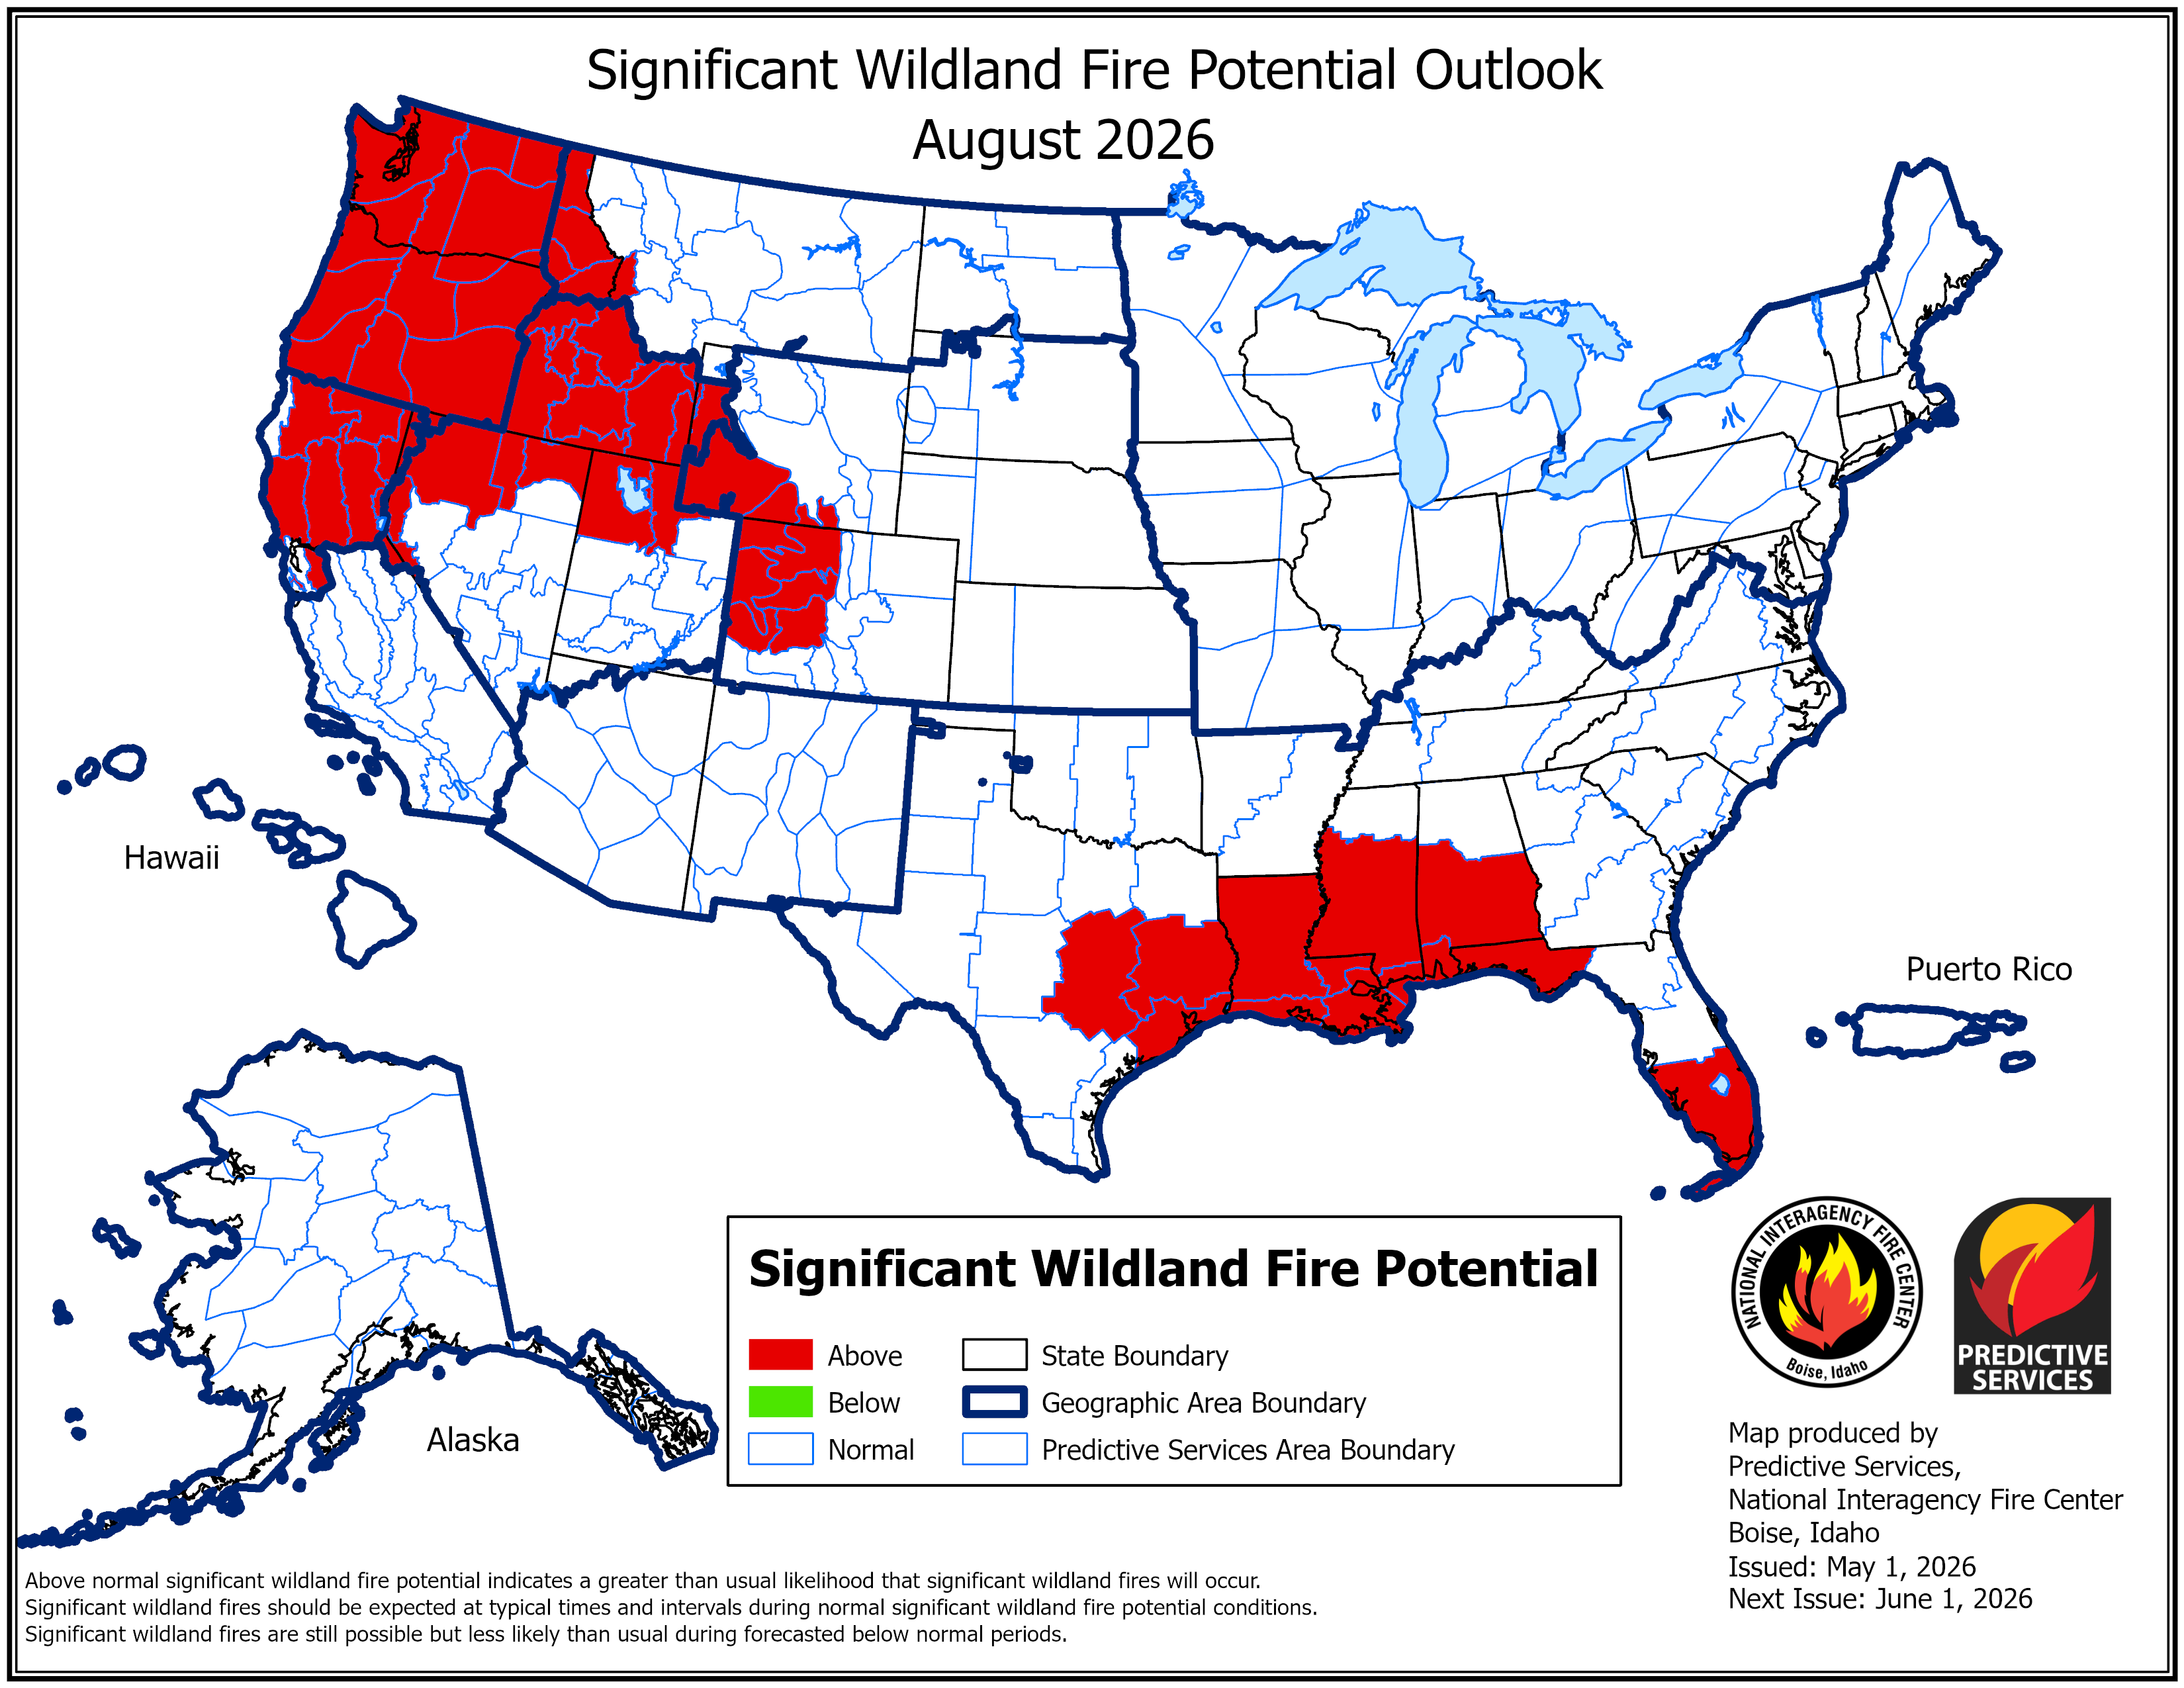 Significant Wildland Fire Potential Outlook
August 2026
Hawaii
Puerto Rico
Alaska
Significant Wildland Fire Potential
Above
Below
Normal
State Boundary
Geographic Area Boundary
Predictive Services Area Boundary
NATIONAL INTERAGENCY FIRE CENTER
Boise, Idaho
PREDICTIVE
SERVICES
Map produced by
Predictive Services,
National Interagency Fire Center
Boise, Idaho
Issued: May 1, 2026
Next Issue: June 1, 2026
Above normal significant wildland fire potential indicates a greater than usual likelihood that significant wildland fires will occur.
Significant wildland fires should be expected at typical times and intervals during normal significant wildland fire potential conditions.
Significant wildland fires are still possible but less likely than usual during forecasted below normal periods.